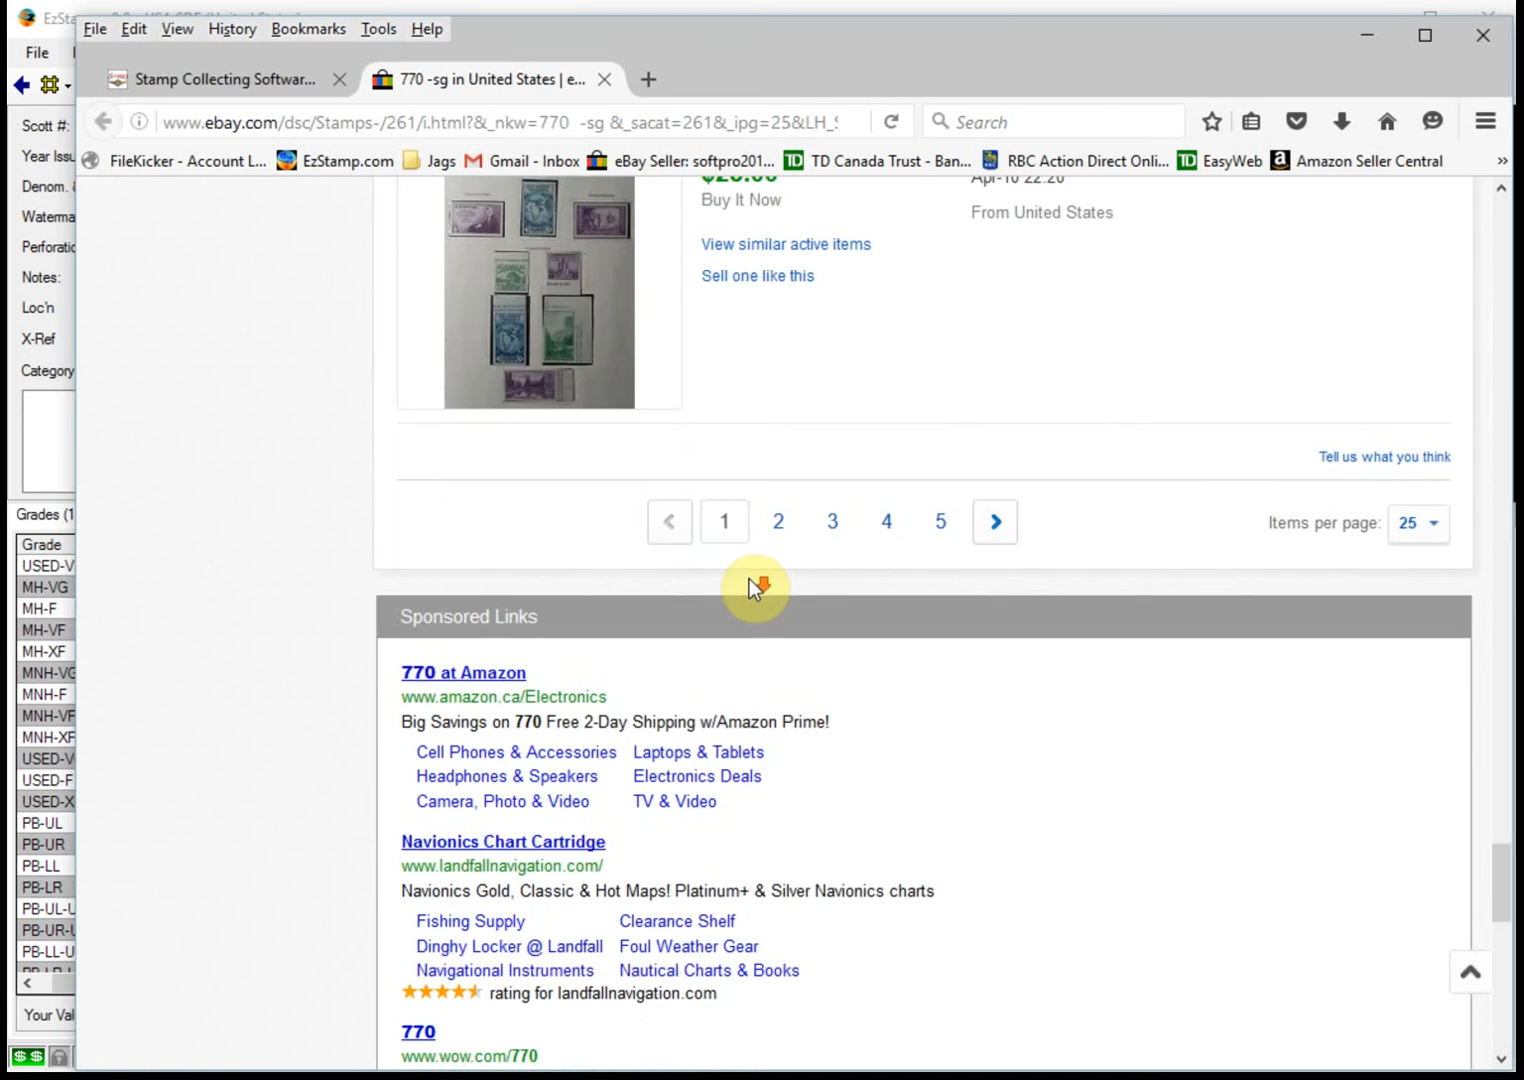 File Edit View History Bookmarks Tools Help
Stamp Collecting Softwar...
770 -sg in United States | e...
www.ebay.com/dsc/Stamps-/261/i.html?&_nkw=770 -sg &_sacat=261&_ipg=25&LH_
Search
FileKicker - Account L... EzStamp.com Jags Gmail - Inbox eBay Seller: softpro201... TD Canada Trust - Ban... RBC Action Direct Onli... EasyWeb Amazon Seller Central »
File
Scott #:
Year Issu
Denom.
Waterma
Perforatio
Notes:
Loc'n
X-Ref
Category
Grades (1
Grade
USED-V
MH-VG
MH-F
MH-VF
MH-XF
MNH-VG
MNH-F
MNH-VF
MNH-XF
USED-V
USED-F
USED-X
PB-UL
PB-UR
PB-LL
PB-LR
PB-UL-U
PB-UR-U
PB-LL-U
Your Val
$ $
Apr-10 22:20
Buy It Now
From United States
View similar active items
Sell one like this
Tell us what you think
1 2 3 4 5
Items per page: 25
Sponsored Links
770 at Amazon
www.amazon.ca/Electronics
Big Savings on 770 Free 2-Day Shipping w/Amazon Prime!
Cell Phones & Accessories Laptops & Tablets
Headphones & Speakers Electronics Deals
Camera, Photo & Video TV & Video
Navionics Chart Cartridge
www.landfallnavigation.com/
Navionics Gold, Classic & Hot Maps! Platinum+ & Silver Navionics charts
Fishing Supply Clearance Shelf
Dinghy Locker @ Landfall Foul Weather Gear
Navigational Instruments Nautical Charts & Books
rating for landfallnavigation.com
770
www.wow.com/770